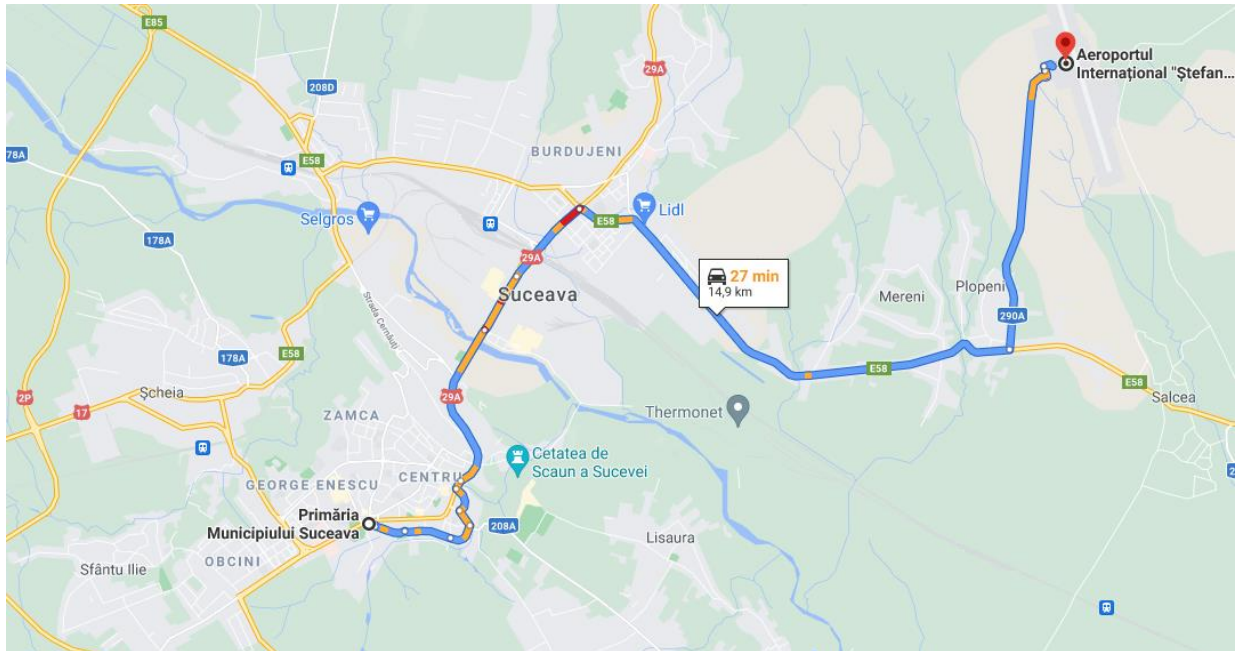 E85
29A
208D
Aeroportul
Internațional "Ștefan...
78A
E58
BURDUJENI
Selgros
Lidl
E58
178A
29A
27 min
14,9 km
Suceava
Mereni
Plopeni
290A
Strada Cernăuți
E58
178A
E58
E58
2P
Șcheia
29A
Salcea
17
ZAMCA
Thermonet
Cetatea de
Scaun a Sucevei
CENTRU
GEORGE ENESCU
Primăria
Municipiului Suceava
208A
Lisaura
OBCINI
Sfântu Ilie